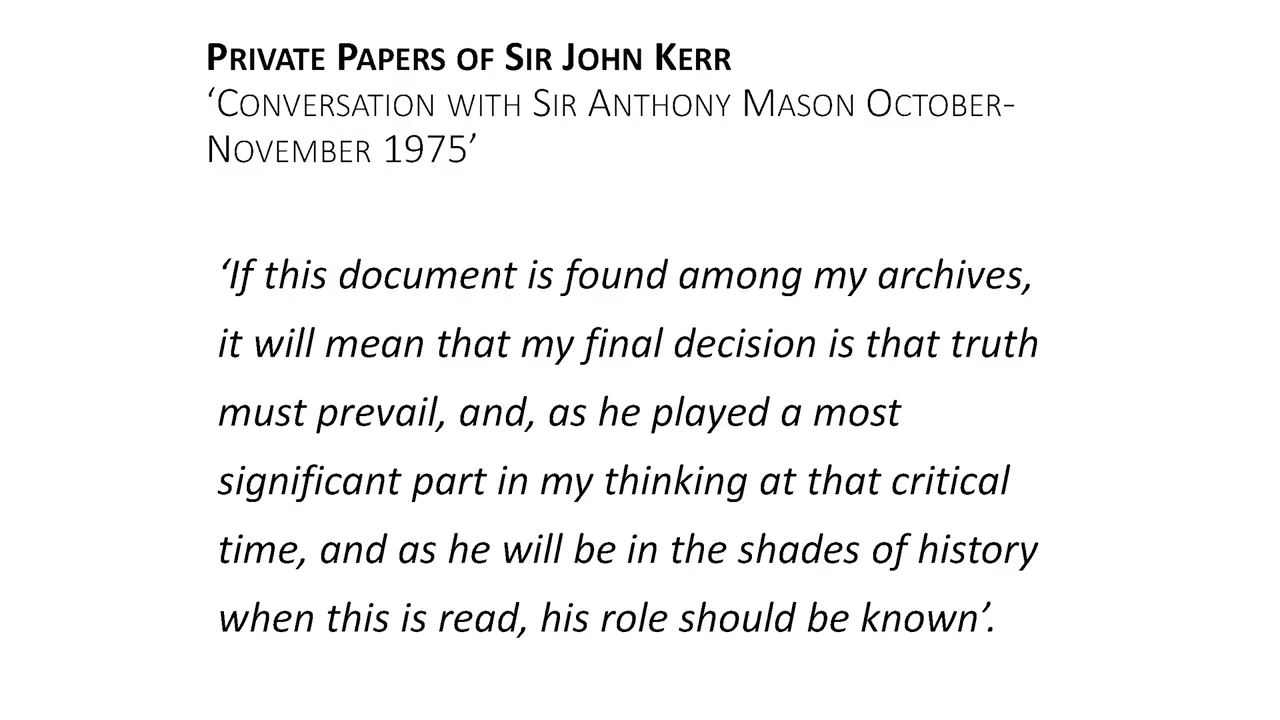 PRIVATE PAPERS OF SIR JOHN KERR
‘CONVERSATION WITH SIR ANTHONY MASON OCTOBER-
NOVEMBER 1975’
‘If this document is found among my archives,
it will mean that my final decision is that truth
must prevail, and, as he played a most
significant part in my thinking at that critical
time, and as he will be in the shades of history
when this is read, his role should be known’.